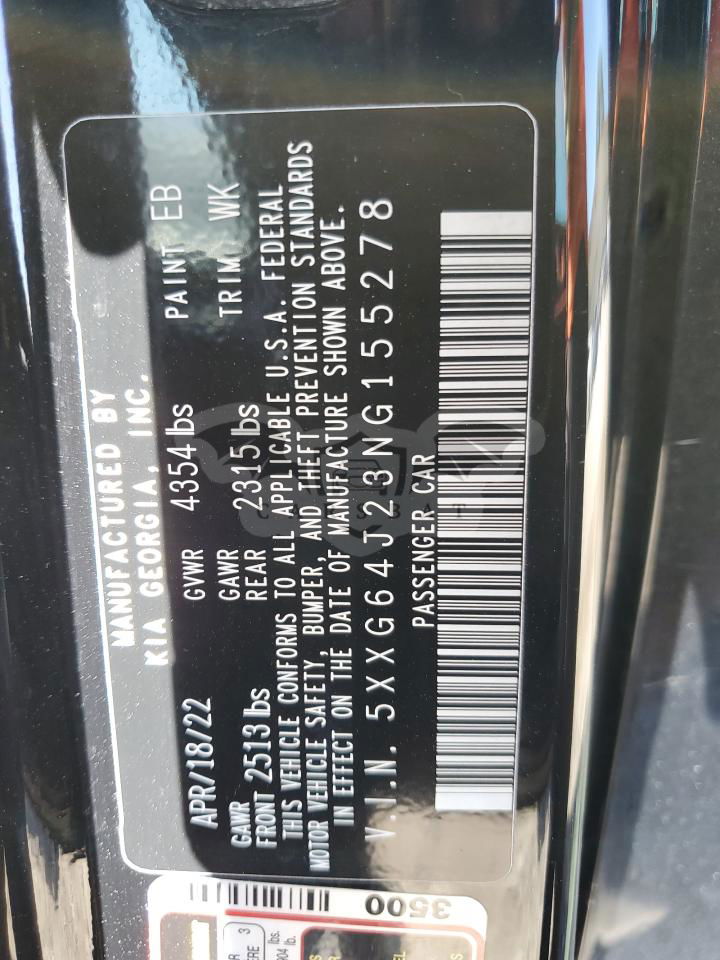 MANUFACTURED BY
KIA GEORGIA, INC.
APR/18/22 GVWR 4354 lbs PAINT EB
GAWR FRONT 2513 lbs GAWR REAR 2315 lbs TRIM WK
THIS VEHICLE CONFORMS TO ALL APPLICABLE U.S.A. FEDERAL
MOTOR VEHICLE SAFETY, BUMPER, AND THEFT PREVENTION STANDARDS
IN EFFECT ON THE DATE OF MANUFACTURE SHOWN ABOVE.
V.I.N. 5XXG64J23NG155278
PASSENGER CAR
3500